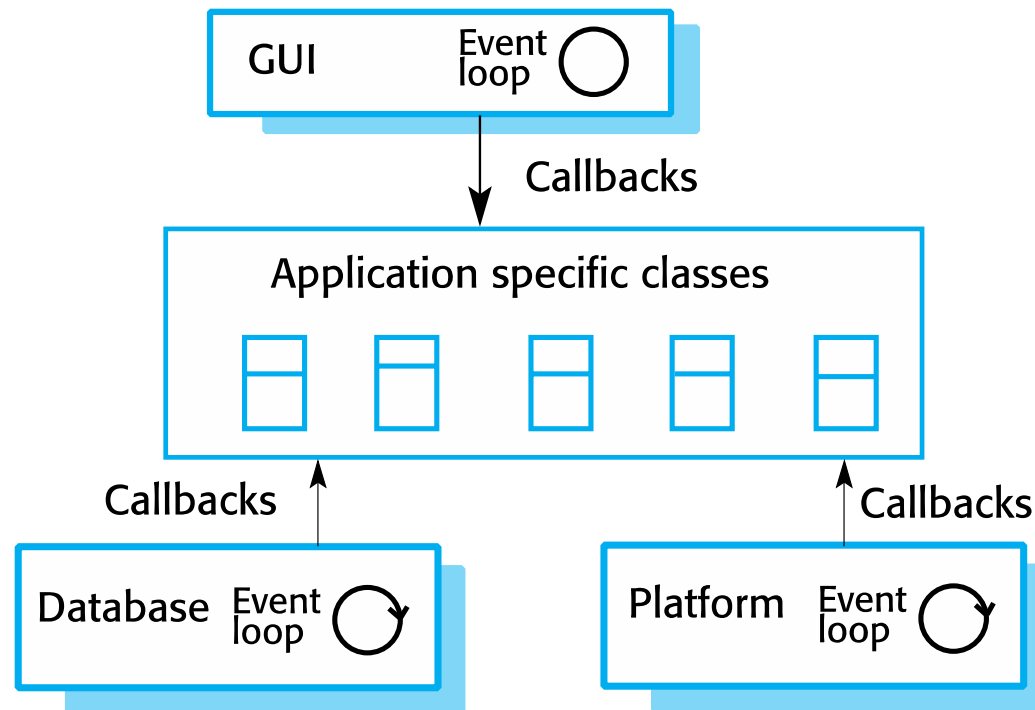 GUI
Event
loop
Callbacks
Application specific classes
Callbacks
Callbacks
Database
Event
loop
Platform
Event
loop